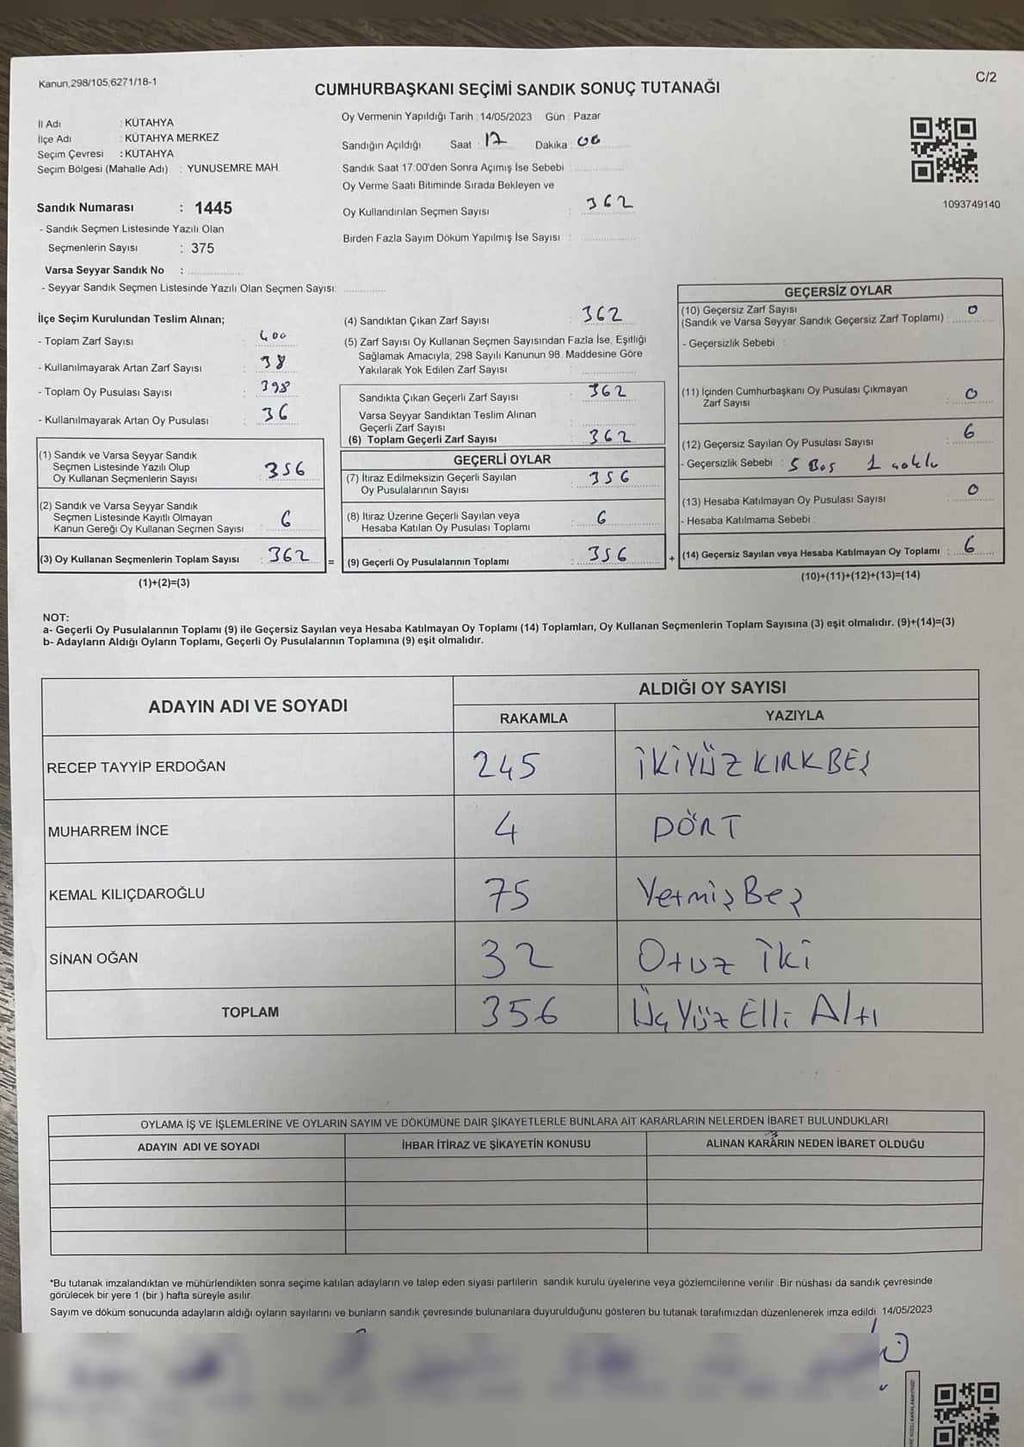 Kanun,298/105,6271/18-1
C/2
CUMHURBAŞKANI SEÇİMİ SANDIK SONUÇ TUTANAĞI
İl Adı : KÜTAHYA
İlçe Adı : KÜTAHYA MERKEZ
Seçim Çevresi : KÜTAHYA
Seçim Bölgesi (Mahalle Adı) : YUNUSEMRE MAH.
Sandık Numarası : 1445
- Sandık Seçmen Listesinde Yazılı Olan
Seçmenlerin Sayısı : 375
Varsa Seyyar Sandık No :
- Seyyar Sandık Seçmen Listesinde Yazılı Olan Seçmen Sayısı:
Oy Vermenin Yapıldığı Tarih : 14/05/2023 Gün : Pazar
Sandığın Açıldığı Saat : 17 Dakika : 00
Sandık Saat 17.00'den Sonra Açımış İse Sebebi :
Oy Verme Saati Bitiminde Sırada Bekleyen ve
Oy Kullandırılan Seçmen Sayısı : 362
Birden Fazla Sayım Döküm Yapılmış İse Sayısı :
1093749140
İlçe Seçim Kurulundan Teslim Alınan;
- Toplam Zarf Sayısı : 400
- Kullanılmayarak Artan Zarf Sayısı : 38
- Toplam Oy Pusulası Sayısı : 398
- Kullanılmayarak Artan Oy Pusulası : 36
(1) Sandık ve Varsa Seyyar Sandık
Seçmen Listesinde Yazılı Olup
Oy Kullanan Seçmenlerin Sayısı : 356
(2) Sandık ve Varsa Seyyar Sandık
Seçmen Listesinde Kayıtlı Olmayan
Kanun Gereği Oy Kullanan Seçmen Sayısı : 6
(3) Oy Kullanan Seçmenlerin Toplam Sayısı : 362
(1)+(2)=(3)
(4) Sandıktan Çıkan Zarf Sayısı : 362
(5) Zarf Sayısı Oy Kullanan Seçmen Sayısından Fazla İse, Eşitliği
Sağlamak Amacıyla, 298 Sayılı Kanunun 98. Maddesine Göre
Yakılarak Yok Edilen Zarf Sayısı :
Sandıkta Çıkan Geçerli Zarf Sayısı : 362
Varsa Seyyar Sandıktan Teslim Alınan
Geçerli Zarf Sayısı :
(6) Toplam Geçerli Zarf Sayısı : 362
GEÇERLİ OYLAR
(7) İtiraz Edilmeksizin Geçerli Sayılan
Oy Pusulalarının Sayısı : 356
(8) İtiraz Üzerine Geçerli Sayılan veya
Hesaba Katılan Oy Pusulası Toplamı : 6
= (9) Geçerli Oy Pusulalarının Toplamı : 356
GEÇERSİZ OYLAR
(10) Geçersiz Zarf Sayısı
(Sandık ve Varsa Seyyar Sandık Geçersiz Zarf Toplamı) : 0
- Geçersizlik Sebebi :
(11) İçinden Cumhurbaşkanı Oy Pusulası Çıkmayan
Zarf Sayısı : 0
(12) Geçersiz Sayılan Oy Pusulası Sayısı : 6
- Geçersizlik Sebebi : 5 Boş 1
(13) Hesaba Katılmayan Oy Pusulası Sayısı : 0
- Hesaba Katılmama Sebebi :
+ (14) Geçersiz Sayılan veya Hesaba Katılmayan Oy Toplamı : 6
(10)+(11)+(12)+(13)=(14)
NOT:
a- Geçerli Oy Pusulalarının Toplamı (9) ile Geçersiz Sayılan veya Hesaba Katılmayan Oy Toplamı (14) Toplamları, Oy Kullanan Seçmenlerin Toplam Sayısına (3) eşit olmalıdır. (9)+(14)=(3)
b- Adayların Aldığı Oyların Toplamı, Geçerli Oy Pusulalarının Toplamına (9) eşit olmalıdır.
ADAYIN ADI VE SOYADI
ALDIĞI OY SAYISI
RAKAMLA YAZIYLA
RECEP TAYYİP ERDOĞAN 245 İKİYÜZ KIRK BEŞ
MUHARREM İNCE 4 DÖRT
KEMAL KILIÇDAROĞLU 75 Yetmiş Beş
SİNAN OĞAN 32 Otuz İki
TOPLAM 356 Üç Yüz Elli Altı
OYLAMA İŞ VE İŞLEMLERİNE VE OYLARIN SAYIM VE DÖKÜMÜNE DAİR ŞİKAYETLERLE BUNLARA AİT KARARLARIN NELERDEN İBARET BULUNDUKLARI
ADAYIN ADI VE SOYADI İHBAR İTİRAZ VE ŞİKAYETİN KONUSU ALINAN KARARIN NEDEN İBARET OLDUĞU
*Bu tutanak imzalandıktan ve mühürlendikten sonra seçime katılan adayların ve talep eden siyasi partilerin sandık kurulu üyelerine veya gözlemcilerine verilir. Bir nüshası da sandık çevresinde
görülecek bir yere 1 (bir ) hafta süreyle asılır.
Sayım ve döküm sonucunda adayların aldığı oyların sayılarını ve bunların sandık çevresinde bulunanlara duyurulduğunu gösteren bu tutanak tarafımızdan düzenlenerek imza edildi. 14/05/2023